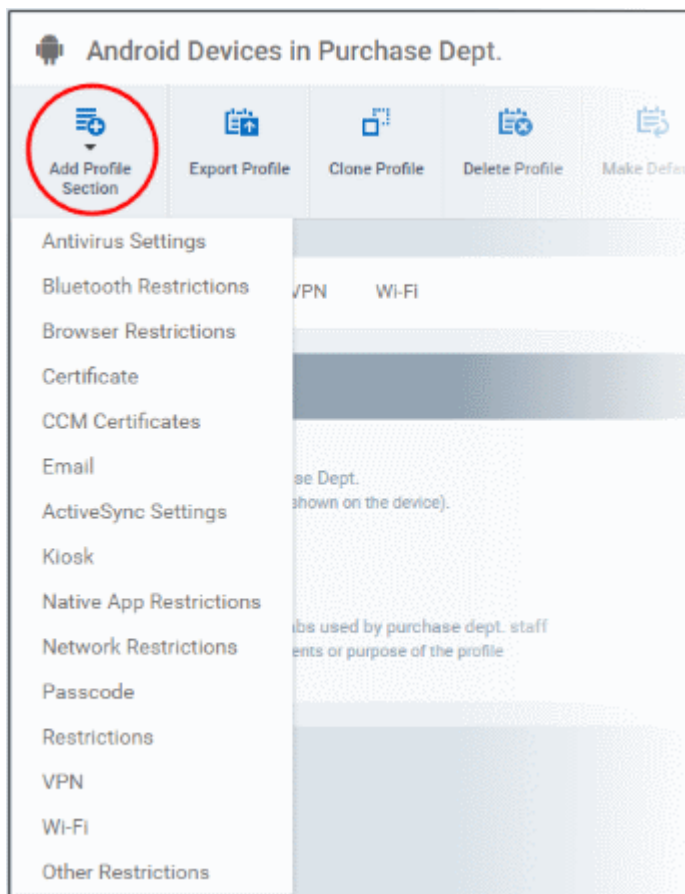 Android Devices in Purchase Dept.
Add Profile
Section
Export Profile
Clone Profile
Delete Profile
Make
Antivirus Settings
Bluetooth Restrictions
VPN
Wi-Fi
Browser Restrictions
Certificate
CCM Certificates
Email
Dept.
ActiveSync Settings
shown on the device).
Kiosk
Native App Restrictions
used by purchase dept. staff
Network Restrictions
or purpose of the profile
Passcode
Restrictions
VPN
Wi-Fi
Other Restrictions